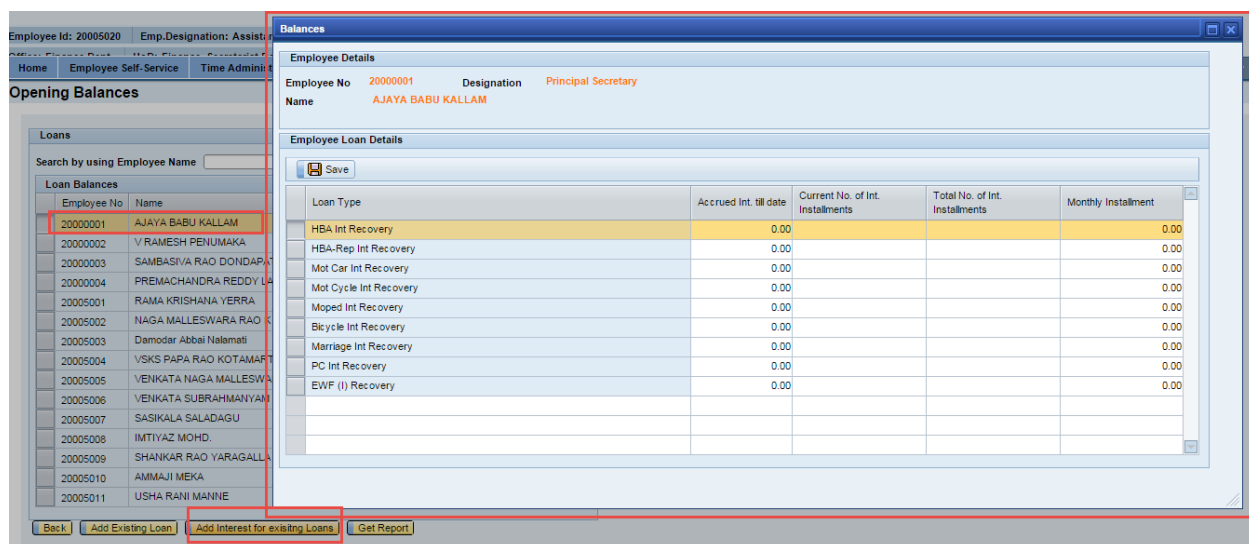 Employee Id: 20005020 Emp.Designation:
Home Employee Self-Service Time
Opening Balances
Loans
Search by using Employee Name
Loan Balances
Employee No Name
20000001 AJAYA BABU KALLAM
20000002 V RAMESH PENUMAKA
20000003 SAMBASIVA RAO
20000004 PREMACHANDRA REDDY
20005001 RAMA KRISHANA YERRA
20005002 NAGA MALLESWARA RAO
20005003 Damodar Abbai Nalamati
20005004 VSKS PAPA RAO
20005005 VENKATA NAGA
20005006 VENKATA
20005007 SASIKALA SALADAGU
20005008 IMTIYAZ MOHD.
20005009 SHANKAR RAO YARAGALLA
20005010 AMMAJI MEKA
20005011 USHA RANI MANNE
Back Add Existing Loan Add Interest for exisitng Loans Get Report
Balances
Employee Details
Employee No 20000001 Designation Principal Secretary
Name AJAYA BABU KALLAM
Employee Loan Details
Save
Loan Type Accrued Int. till date Current No. of Int. Installments Total No. of Int. Installments Monthly Installment
HBA Int Recovery 0.00 0.00
HBA-Rep Int Recovery 0.00 0.00
Mot Car Int Recovery 0.00 0.00
Mot Cycle Int Recovery 0.00 0.00
Moped Int Recovery 0.00 0.00
Bicycle Int Recovery 0.00 0.00
Marriage Int Recovery 0.00 0.00
PC Int Recovery 0.00 0.00
EWF (I) Recovery 0.00 0.00